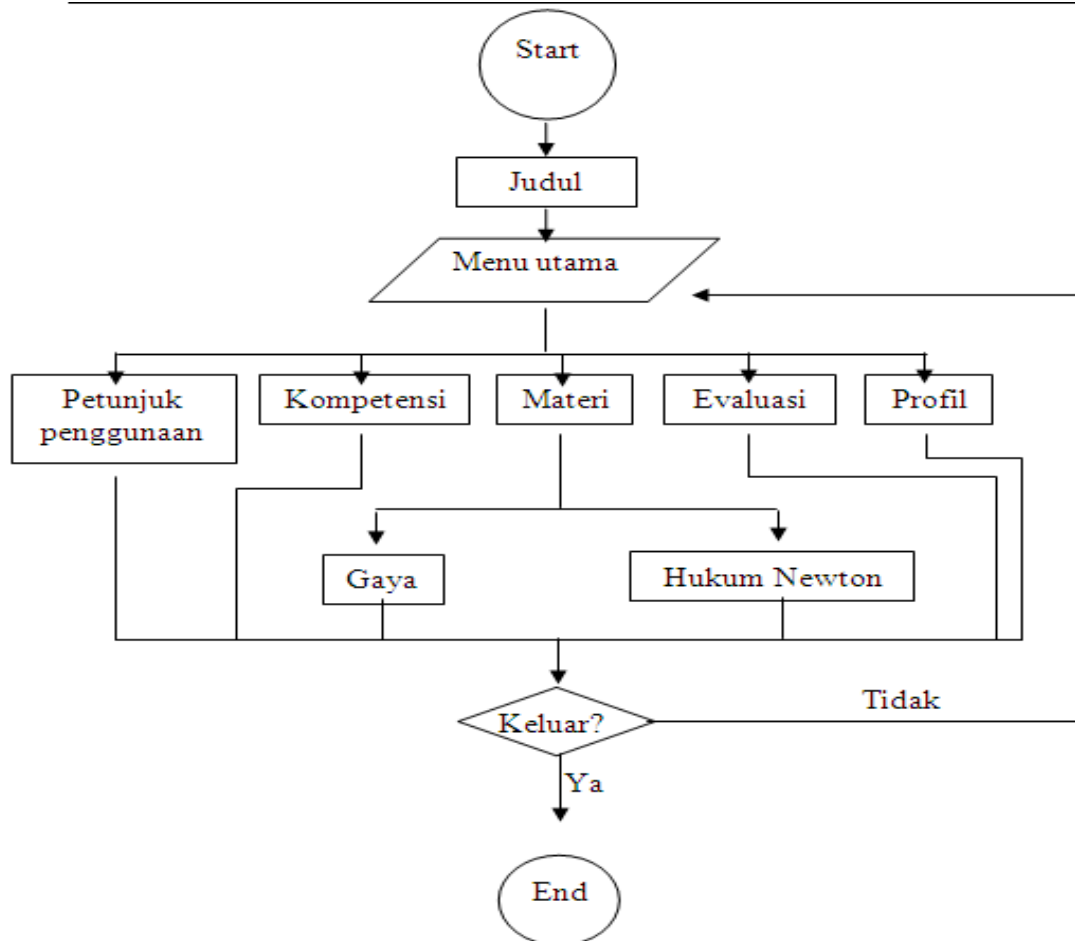 Start
Judul
Menu utama
Petunjuk
penggunaan
Kompetensi
Materi
Evaluasi
Profil
Gaya
Hukum Newton
Keluar?
Tidak
Ya
End